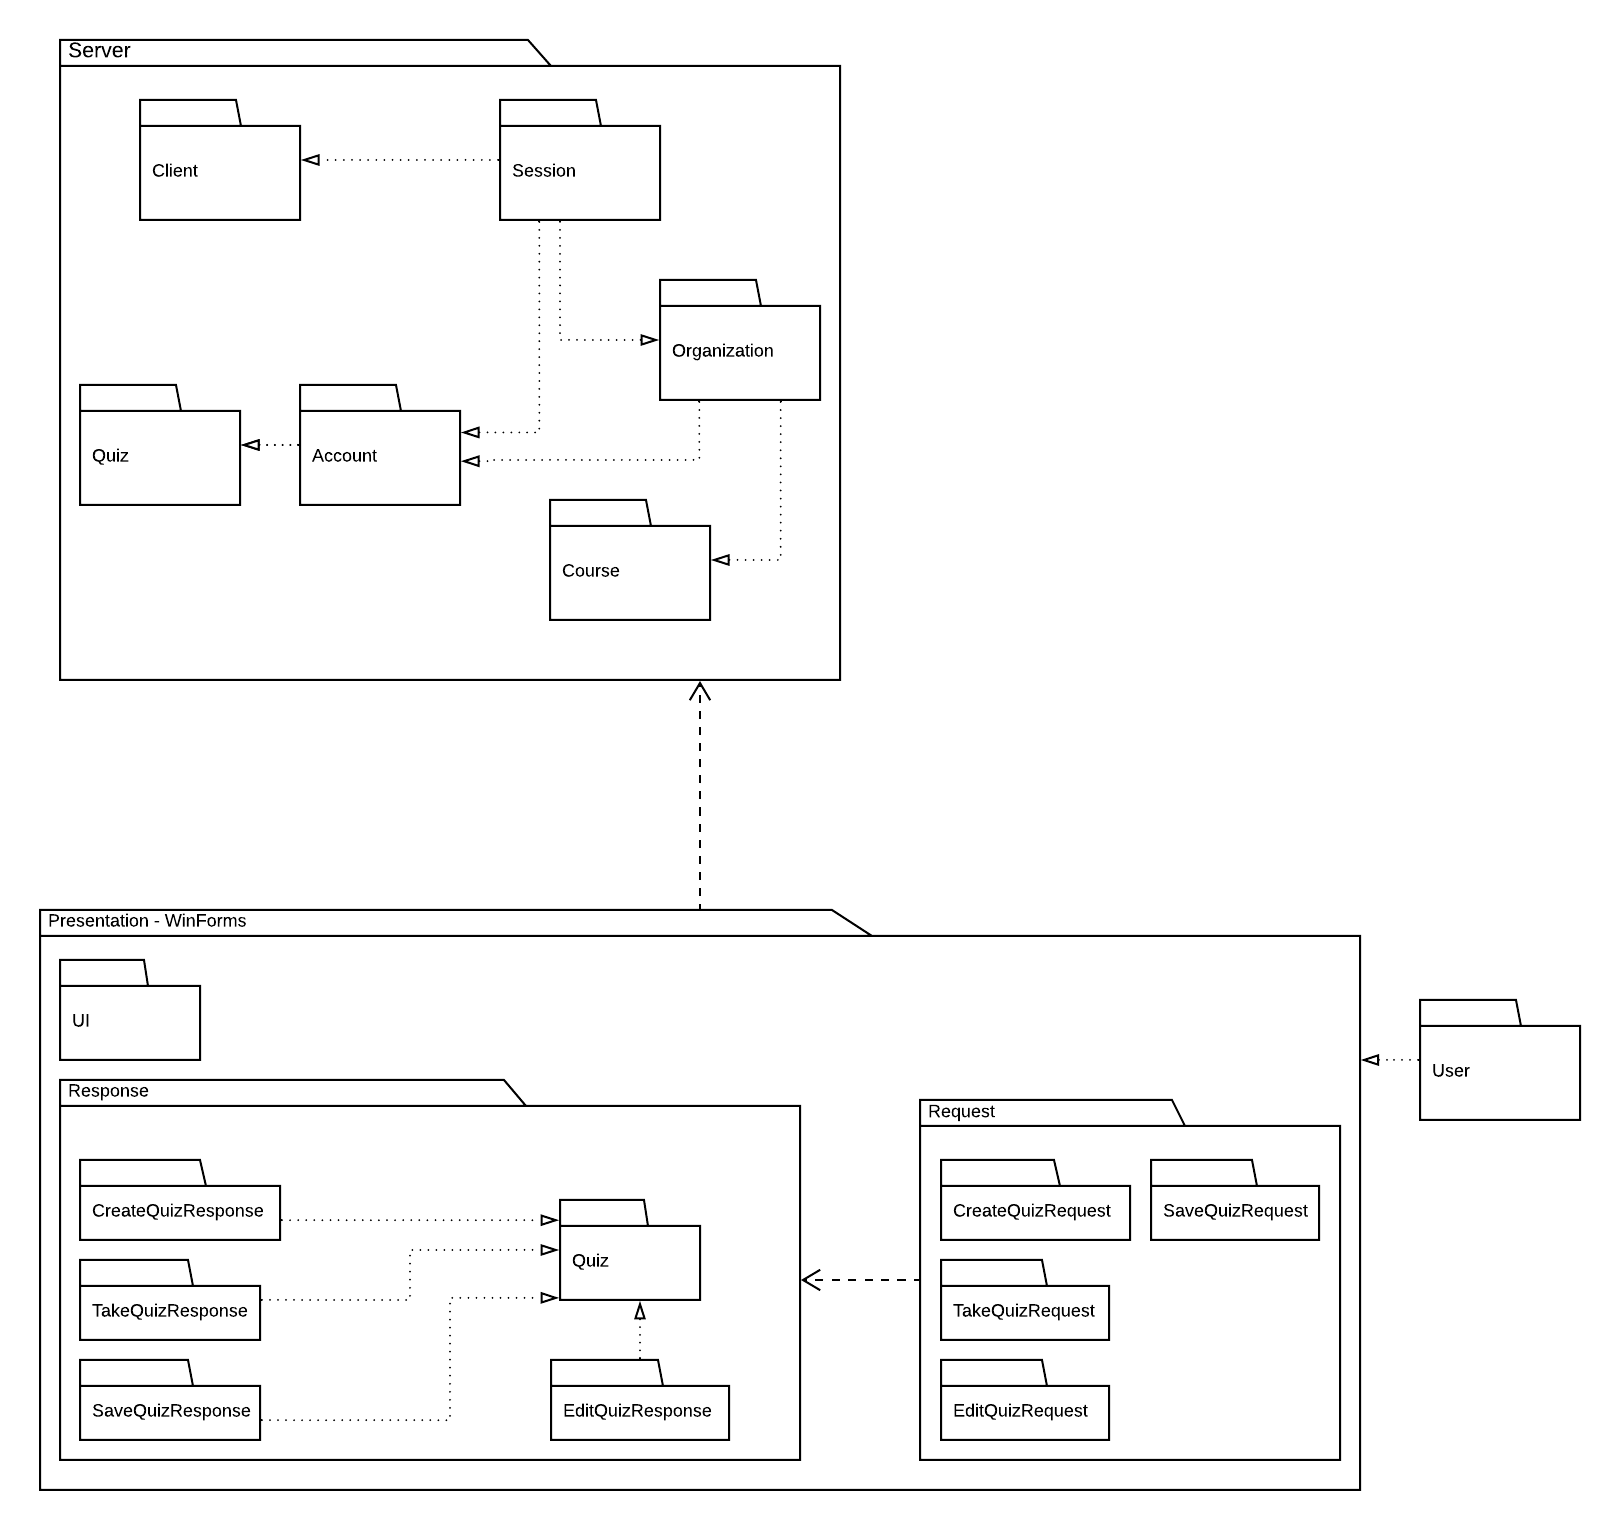 Server
Client
Session
Organization
Quiz
Account
Course
Presentation - WinForms
UI
User
Response
Request
CreateQuizResponse
Quiz
CreateQuizRequest
SaveQuizRequest
TakeQuizResponse
TakeQuizRequest
SaveQuizResponse
EditQuizResponse
EditQuizRequest